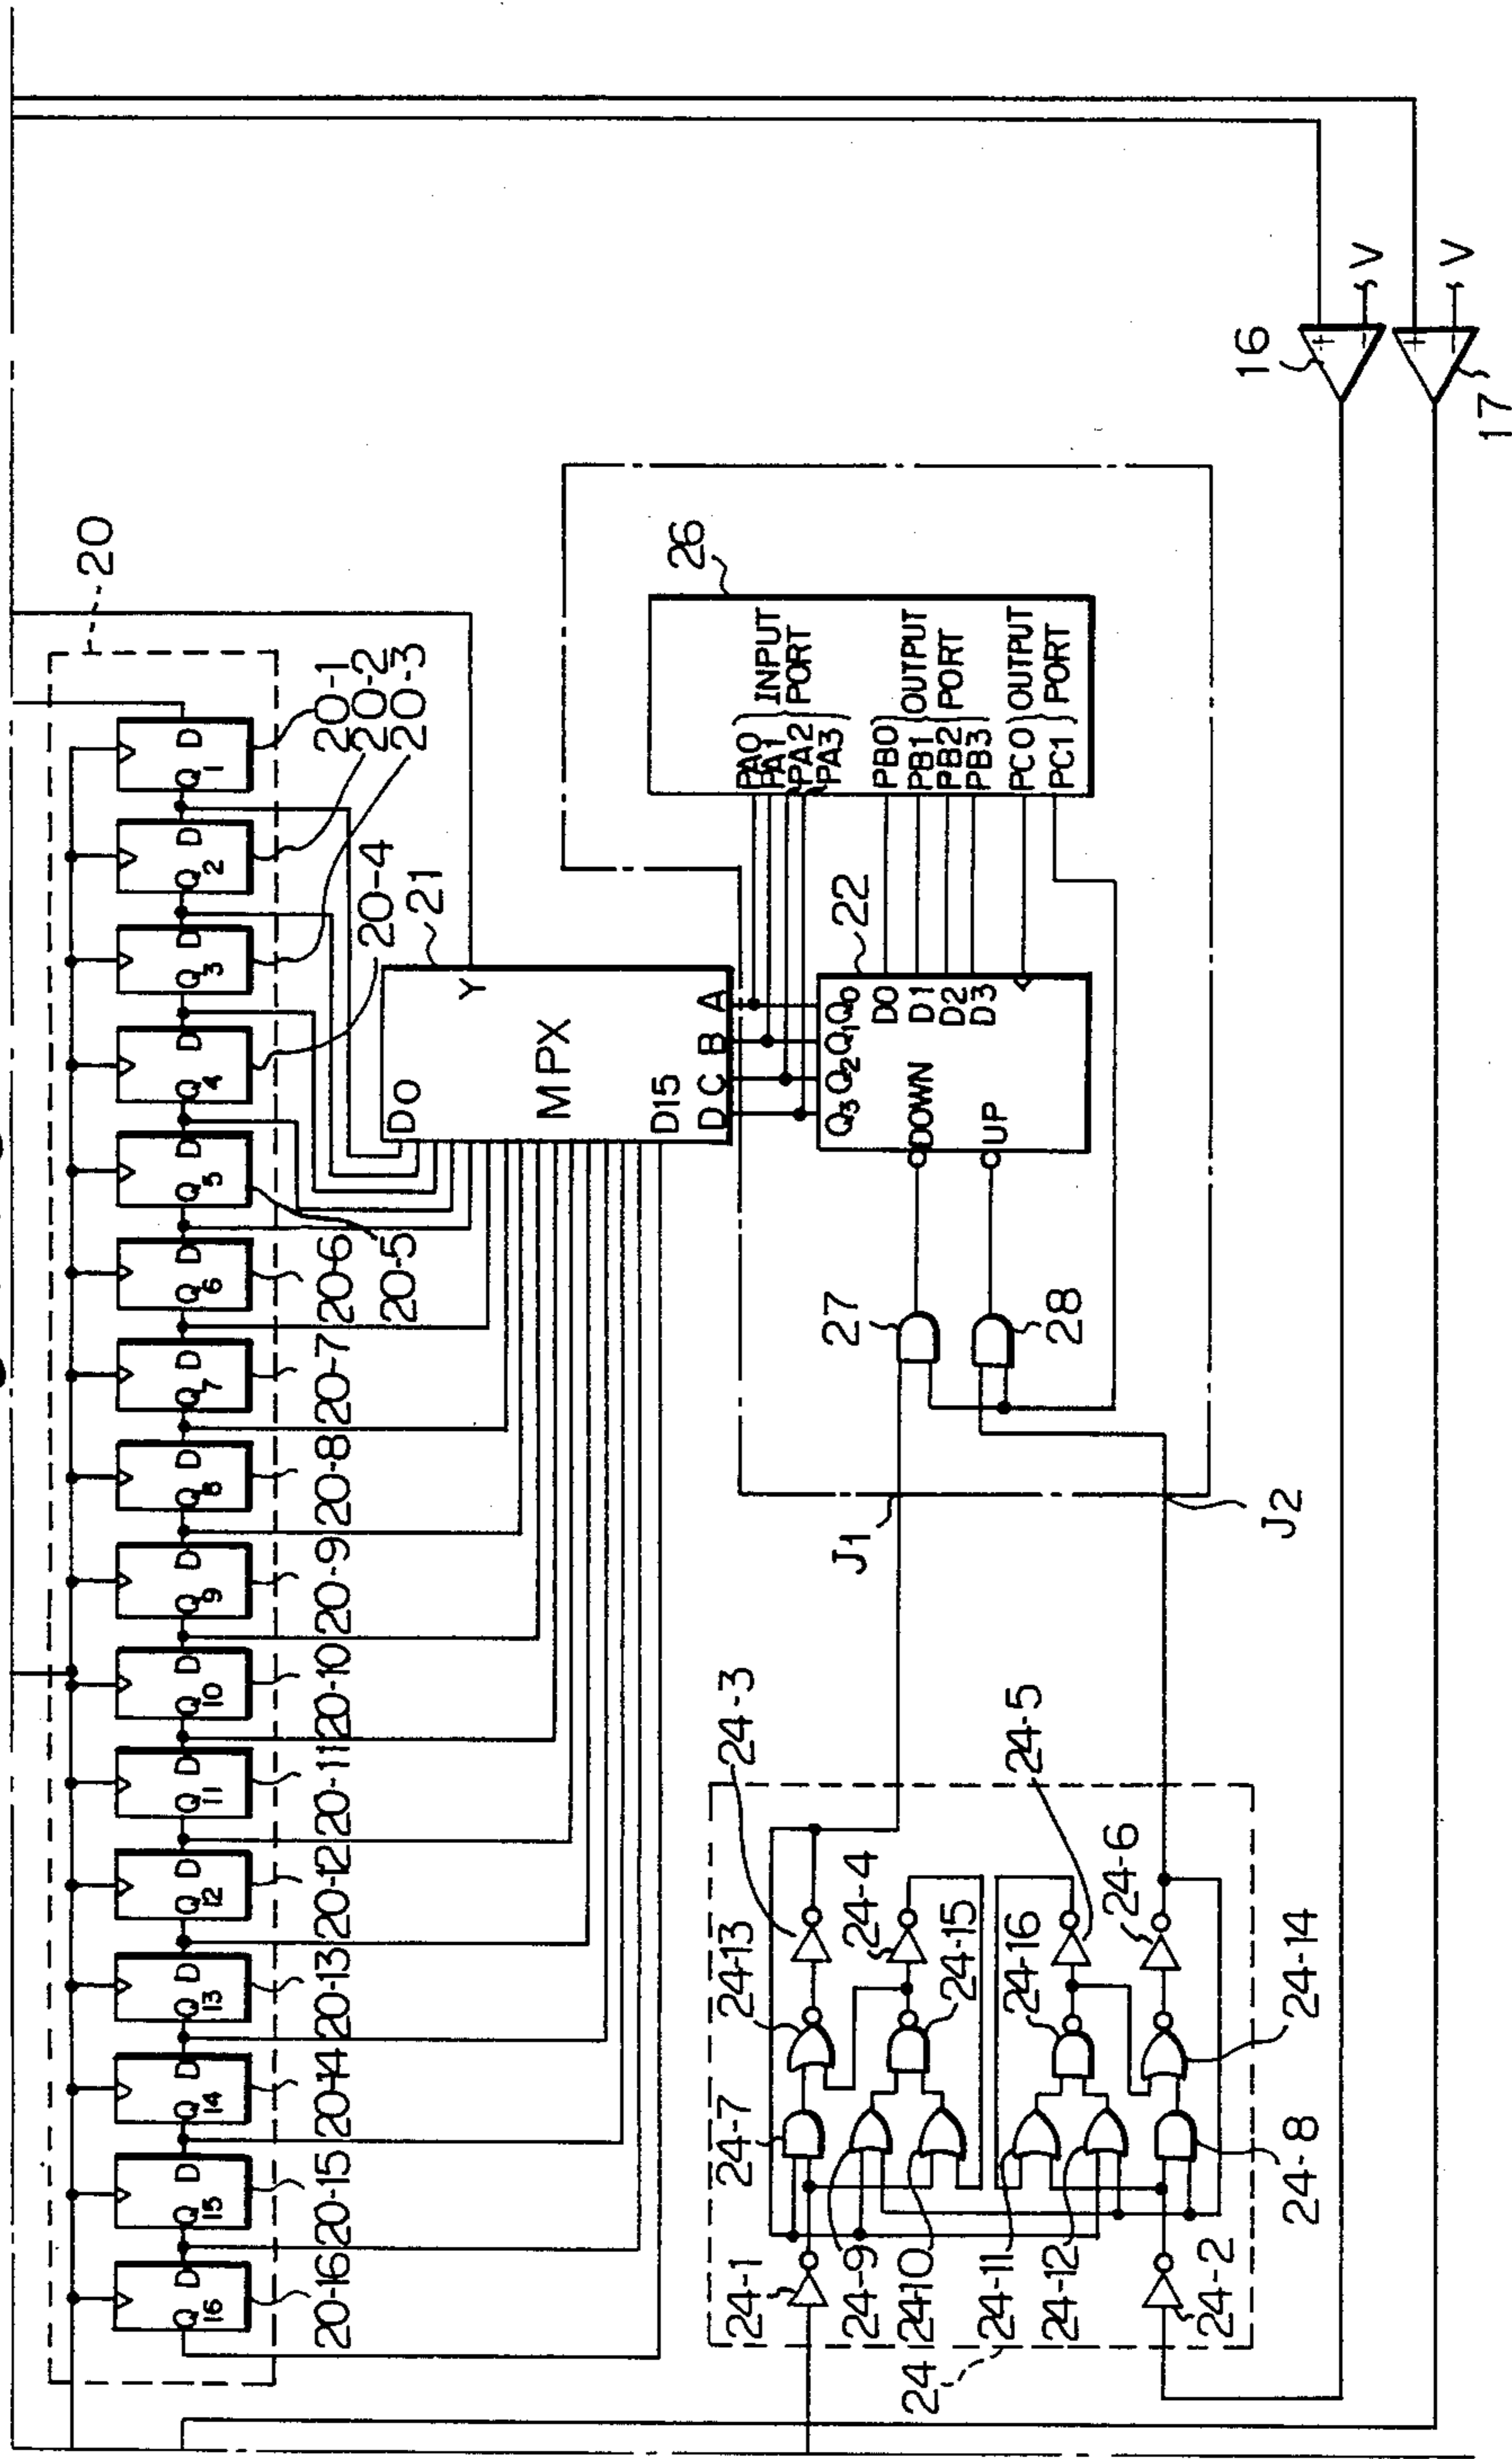 20
D Q 1
D Q 2
D Q 3
D Q 4
D Q 5
D Q 6
D Q 7
D Q 8
D Q 9
D Q 10
D Q 11
D Q 12
D Q 13
D Q 14
D Q 15
D Q 16
20-1
20-2
20-3
20-4
20-5
20-6
20-7
20-8
20-9
20-10
20-11
20-12
20-13
20-14
20-15
20-16
21
Y
D0
MPX
D15
D C B A
22
Q3 Q2 Q1 Q0
D0
D1
D2
D3
DOWN
UP
26
PA0
PA1
PA2
PA3
INPUT
PORT
PB0
PB1
PB2
PB3
OUTPUT
PORT
PC0
PC1
OUTPUT
PORT
27
28
J1
J2
16
+
−
V
17
+
−
V
24
24-1
24-2
24-3
24-4
24-5
24-6
24-7
24-8
24-9
24-10
24-11
24-12
24-13
24-14
24-15
24-16